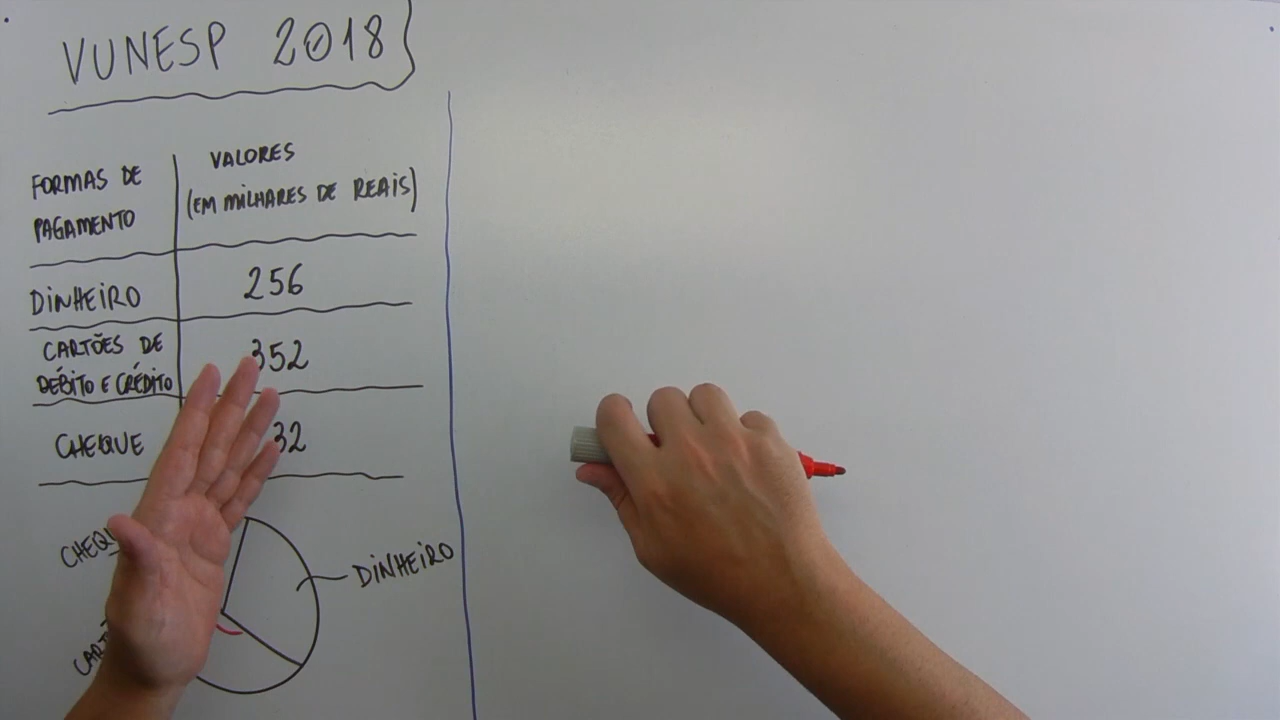 VUNESP 2018
FORMAS DE
PAGAMENTO
VALORES
(EM MILHARES DE REAIS)
DINHEIRO
256
CARTÕES DE
DÉBITO E CRÉDITO
352
CHEQUE
32
DINHEIRO